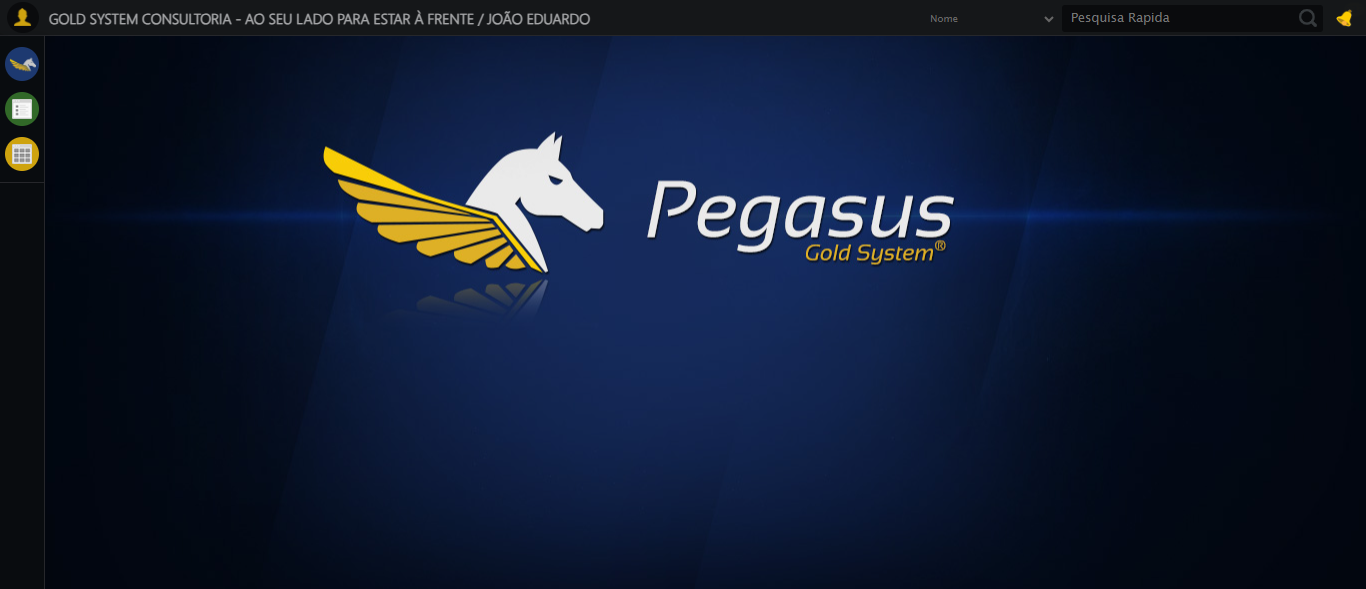 GOLD SYSTEM CONSULTORIA - AO SEU LADO PARA ESTAR À FRENTE / JOÃO EDUARDO
Nome
Pesquisa Rapida
Pegasus
Gold System®